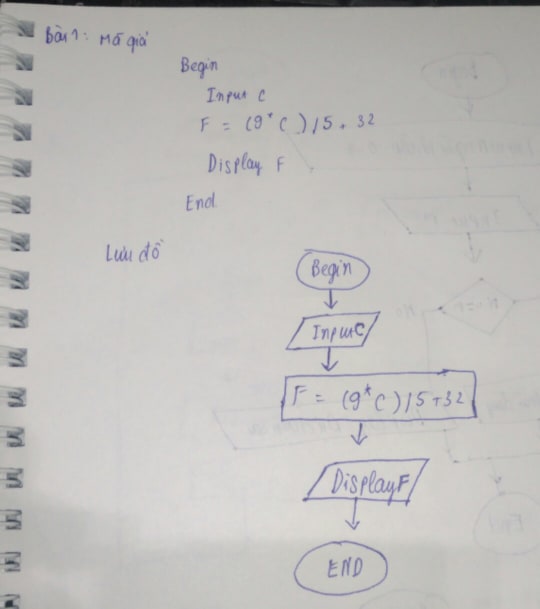 Bài 1: Mã giả
Begin
Input C
F = (9*C)/5 + 32
Display F
End
Lưu đồ
Begin
Input C
F = (9*C)/5+32
Display F
END